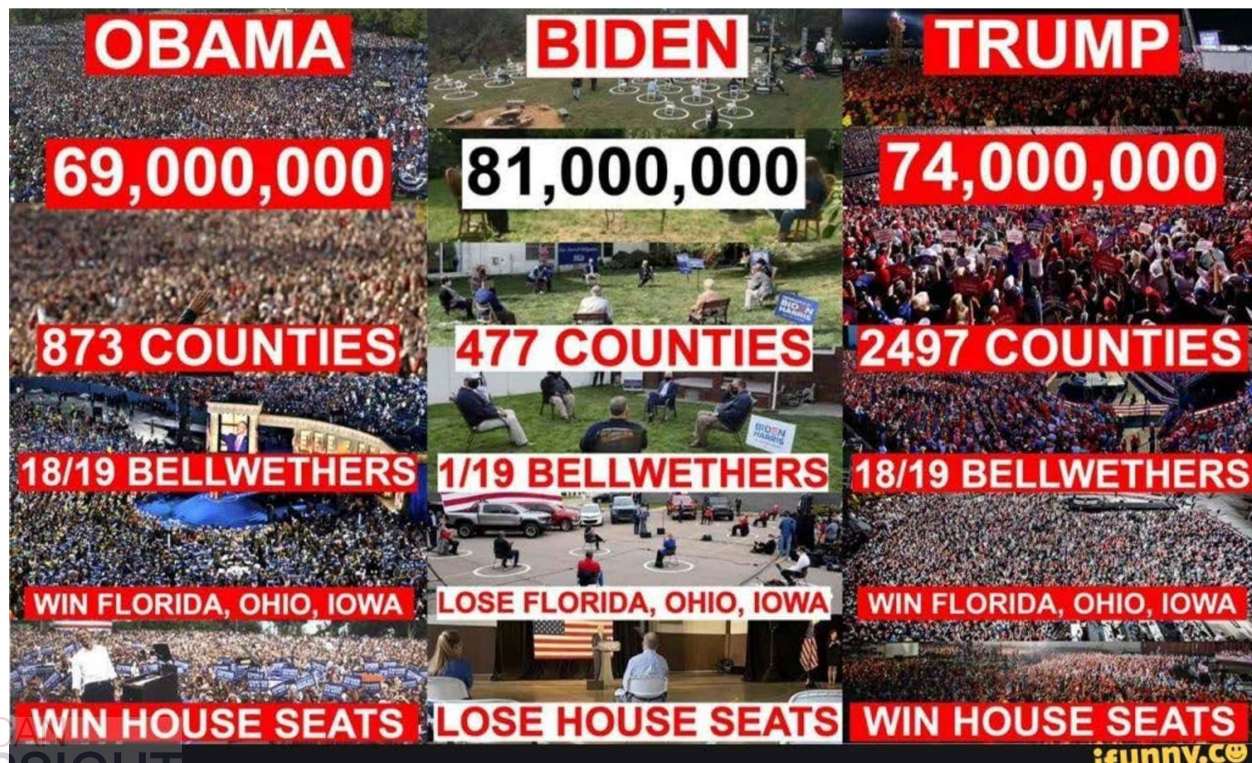 OBAMA
BIDEN
TRUMP
69,000,000
81,000,000
74,000,000
873 COUNTIES
477 COUNTIES
2497 COUNTIES
BIDEN
HARRIS
18/19 BELLWETHERS
1/19 BELLWETHERS
18/19 BELLWETHERS
WIN FLORIDA, OHIO, IOWA
LOSE FLORIDA, OHIO, IOWA
WIN FLORIDA, OHIO, IOWA
WIN HOUSE SEATS
LOSE HOUSE SEATS
WIN HOUSE SEATS
ifunny.co